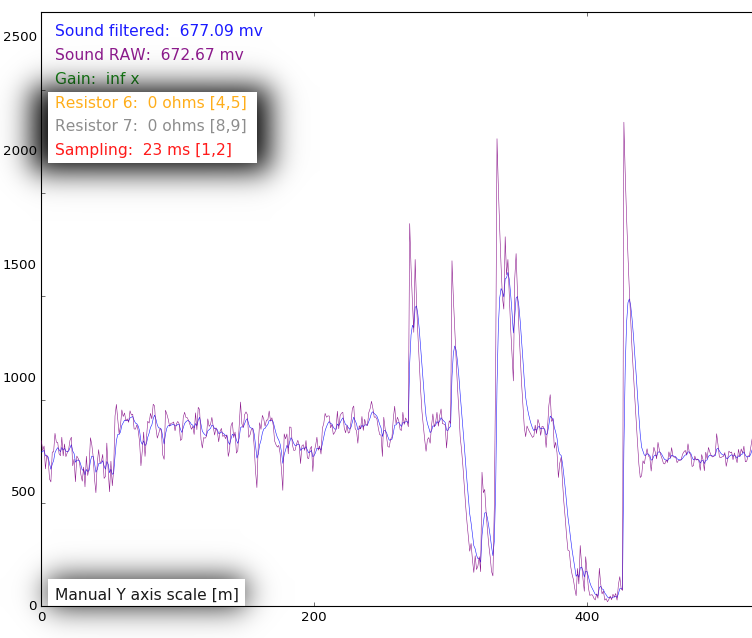 2500
Sound filtered:  677.09 mv
Sound RAW:  672.67 mv
Gain:  inf x
Resistor 6:  0 ohms [4,5]
Resistor 7:  0 ohms [8,9]
Sampling:  23 ms [1,2]
2000
1500
1000
500
Manual Y axis scale [m]
0
0 200 400